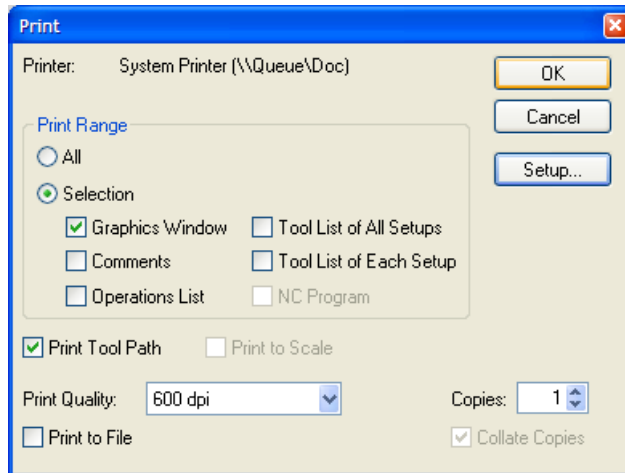 Print
Printer: System Printer (\\Queue\Doc)
OK
Cancel
Setup...
Print Range
All
Selection
Graphics Window Tool List of All Setups
Comments Tool List of Each Setup
Operations List NC Program
Print Tool Path Print to Scale
Print Quality: 600 dpi Copies: 1
Print to File Collate Copies